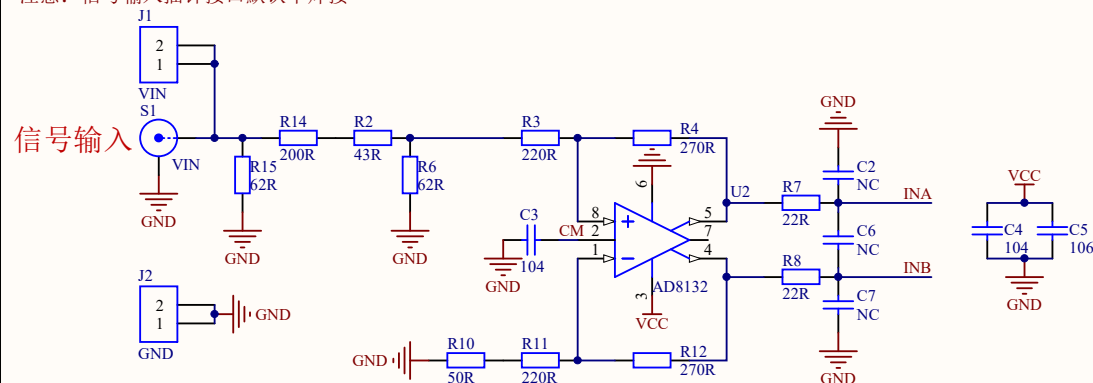 J1
2
1
VIN
S1
信号输入
VIN
GND
R15
62R
GND
R14
200R
R2
43R
R6
62R
GND
R3
220R
R4
270R
6
U2
8
2
1
5
7
4
3
AD8132
VCC
C3
CM
104
GND
J2
2
1
GND
GND
GND
R10
50R
R11
220R
R12
270R
R7
22R
R8
22R
GND
C2
NC
INA
C6
NC
INB
C7
NC
GND
VCC
C4
104
C5
106
GND